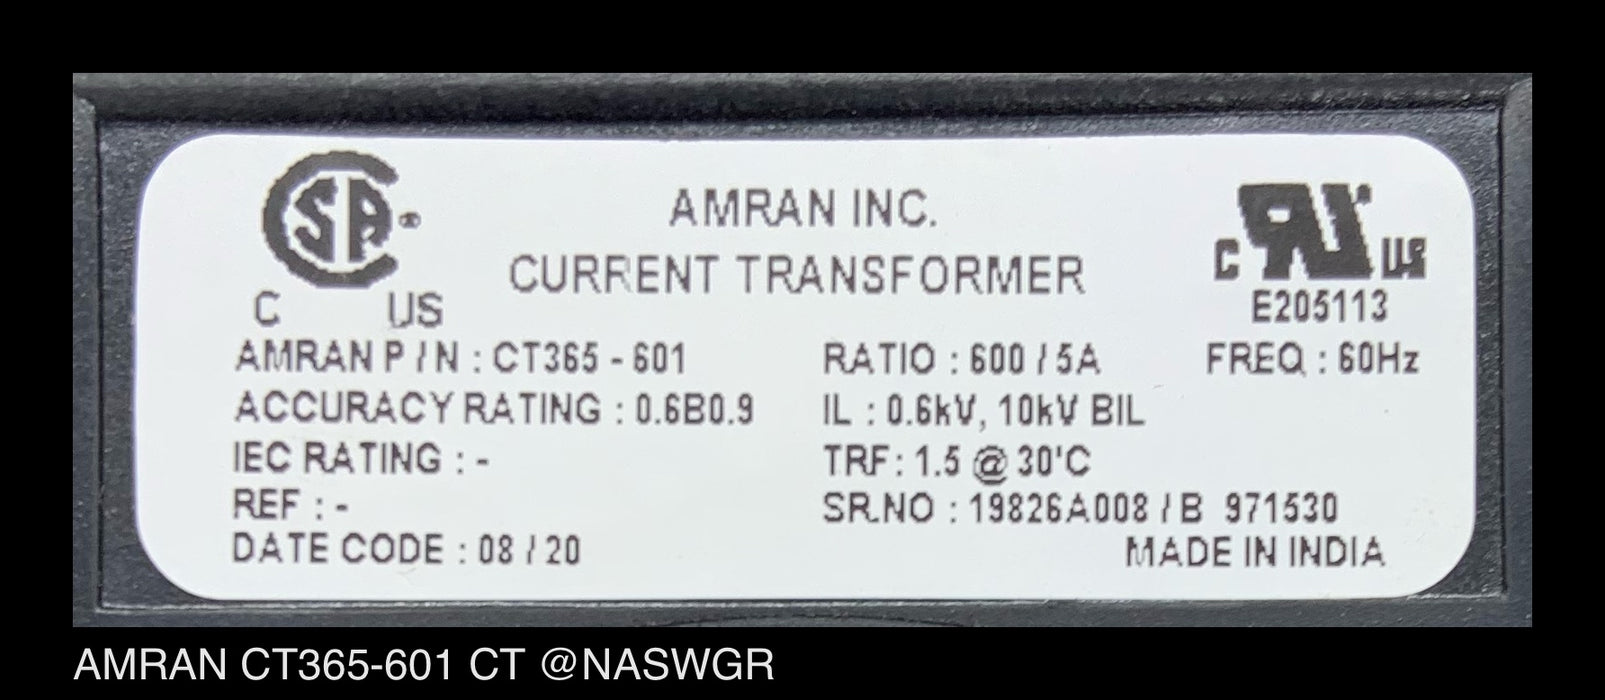 CSA®
C US
AMRAN INC.
CURRENT TRANSFORMER
C RU US
E205113
AMRAN P/N : CT365 - 601
RATIO : 600 / 5A
FREQ : 60Hz
ACCURACY RATING : 0.6B0.9
IL : 0.6kV, 10kV BIL
IEC RATING : -
TRF: 1.5 @ 30'C
REF : -
SR.NO : 19826A008 / B 971530
DATE CODE : 08 / 20
MADE IN INDIA
AMRAN CT365-601 CT @NASWGR